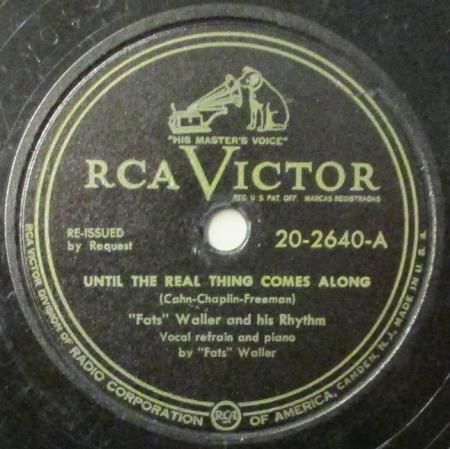 "HIS MASTER'S VOICE"
RCA VICTOR
REG. U S PAT. OFF. MARCAS REGISTRADAS
RE-ISSUED
by Request
20-2640-A
UNTIL THE REAL THING COMES ALONG
(Cahn-Chaplin-Freeman)
"Fats" Waller and his Rhythm
Vocal refrain and piano
by "Fats" Waller
RCA VICTOR DIVISION OF RADIO CORPORATION OF AMERICA, CAMDEN, N.J. MADE IN U.S.A.
RCA